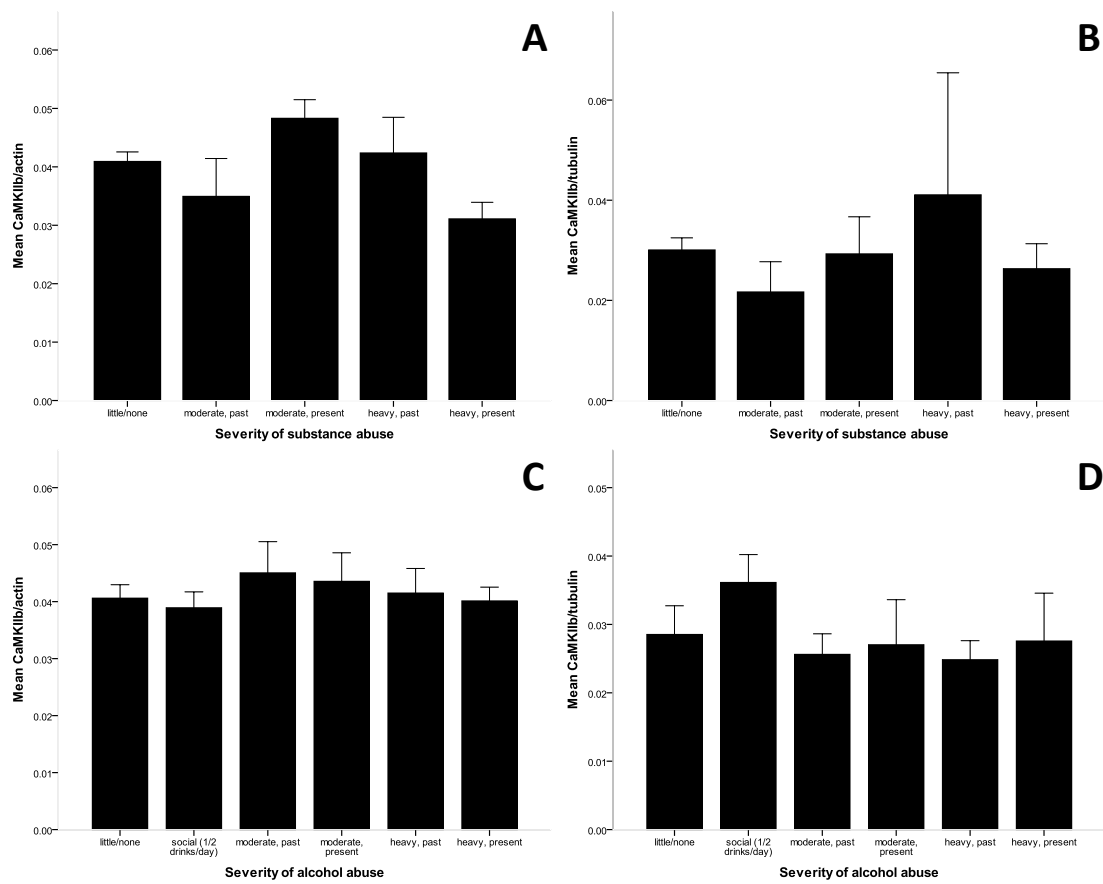 A
0.06
0.05
0.04
0.03
0.02
0.01
0.00
Mean CaMKIIb/actin
little/none
moderate, past
moderate, present
heavy, past
heavy, present
Severity of substance abuse
B
0.06
0.04
0.02
0.00
Mean CaMKIIb/tubulin
little/none
moderate, past
moderate, present
heavy, past
heavy, present
Severity of substance abuse
C
0.06
0.05
0.04
0.03
0.02
0.01
0.00
Mean CaMKIIb/actin
little/none
social (1/2
drinks/day)
moderate, past
moderate,
present
heavy, past
heavy, present
Severity of alcohol abuse
D
0.05
0.04
0.03
0.02
0.01
0.00
Mean CaMKIIb/tubulin
little/none
social (1/2
drinks/day)
moderate, past
moderate,
present
heavy, past
heavy, present
Severity of alcohol abuse